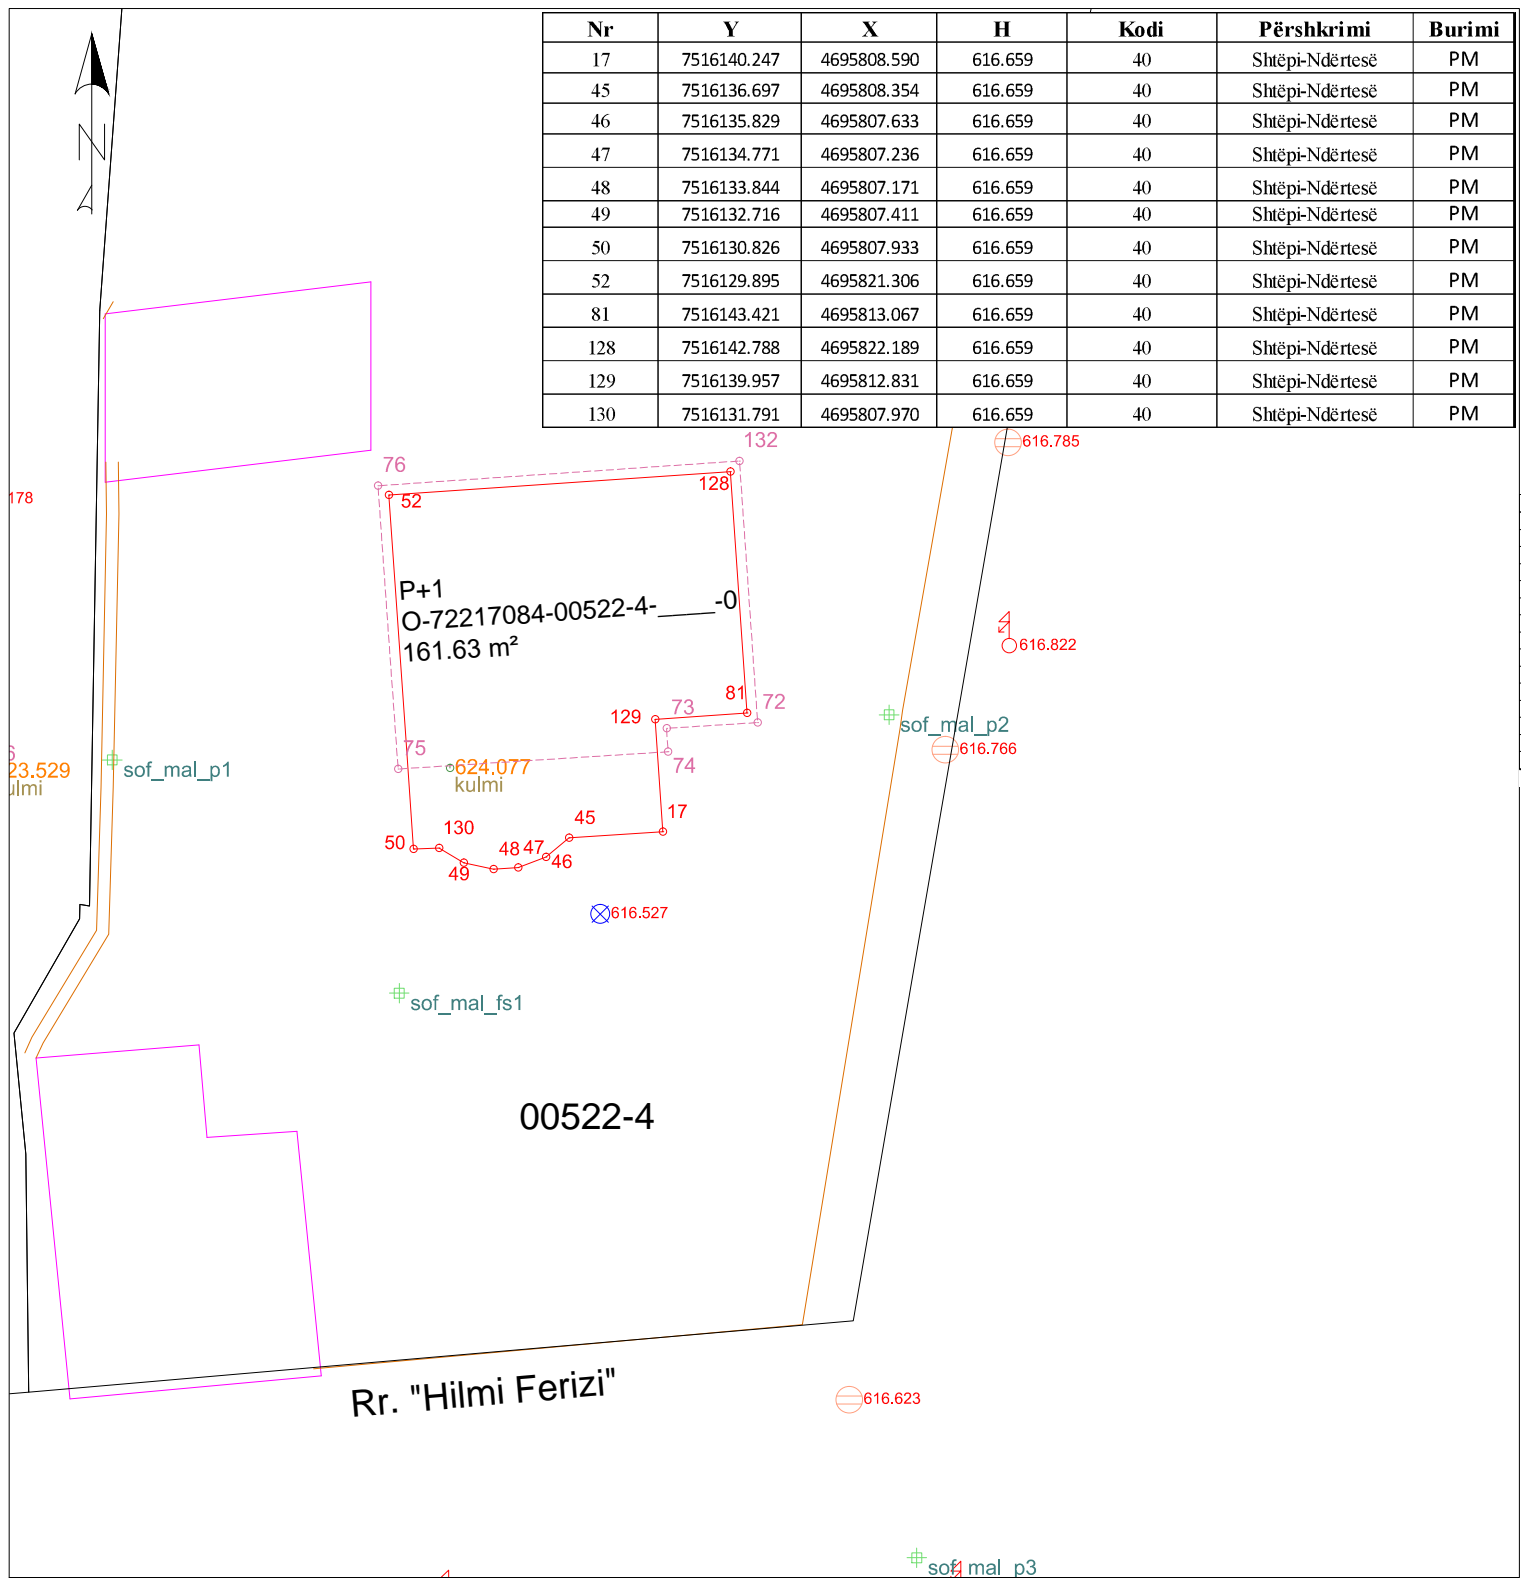 Nr Y X H Kodi Përshkrimi Burimi
17 7516140.247 4695808.590 616.659 40 Shtëpi-Ndërtesë PM
45 7516136.697 4695808.354 616.659 40 Shtëpi-Ndërtesë PM
46 7516135.829 4695807.633 616.659 40 Shtëpi-Ndërtesë PM
47 7516134.771 4695807.236 616.659 40 Shtëpi-Ndërtesë PM
48 7516133.844 4695807.171 616.659 40 Shtëpi-Ndërtesë PM
49 7516132.716 4695807.411 616.659 40 Shtëpi-Ndërtesë PM
50 7516130.826 4695807.933 616.659 40 Shtëpi-Ndërtesë PM
52 7516129.895 4695821.306 616.659 40 Shtëpi-Ndërtesë PM
81 7516143.421 4695813.067 616.659 40 Shtëpi-Ndërtesë PM
128 7516142.788 4695822.189 616.659 40 Shtëpi-Ndërtesë PM
129 7516139.957 4695812.831 616.659 40 Shtëpi-Ndërtesë PM
130 7516131.791 4695807.970 616.659 40 Shtëpi-Ndërtesë PM
N
132
616.785
76
128
52
178
P+1
O-72217084-00522-4-____-0
161.63 m²
616.822
81
72
73
129
sof_mal_p2
75
616.766
74
624.077
kulmi
sof_mal_p1
23.529
ulmi
45
17
130
50
48
47
46
49
616.527
sof_mal_fs1
00522-4
Rr. "Hilmi Ferizi"
616.623
sof_mal_p3